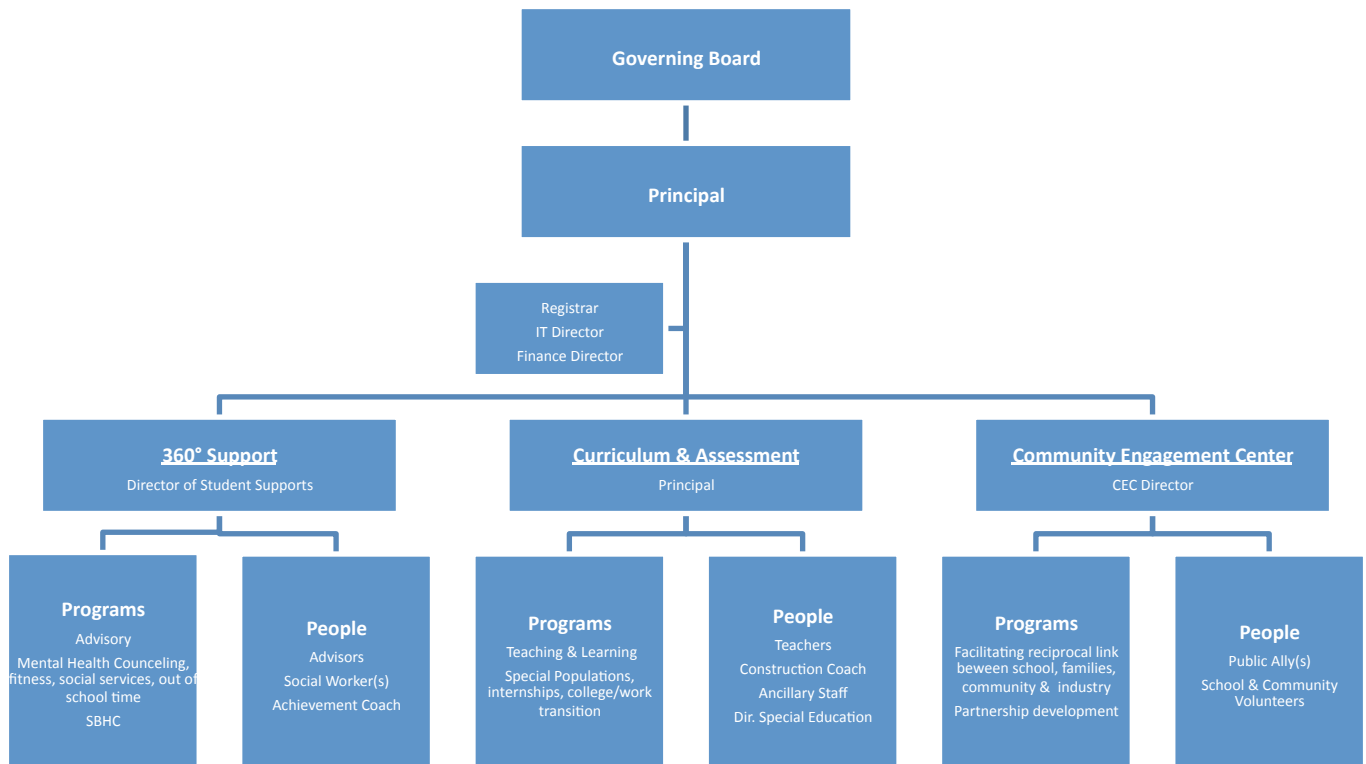 Governing Board
Principal
Registrar
IT Director
Finance Director
360° Support
Director of Student Supports
Curriculum & Assessment
Principal
Community Engagement Center
CEC Director
Programs
Advisory
Mental Health Counceling,
fitness, social services, out of
school time
SBHC
People
Advisors
Social Worker(s)
Achievement Coach
Programs
Teaching & Learning
Special Populations,
internships, college/work
transition
People
Teachers
Construction Coach
Ancillary Staff
Dir. Special Education
Programs
Facilitating reciprocal link
beween school, families,
community & industry
Partnership development
People
Public Ally(s)
School & Community
Volunteers